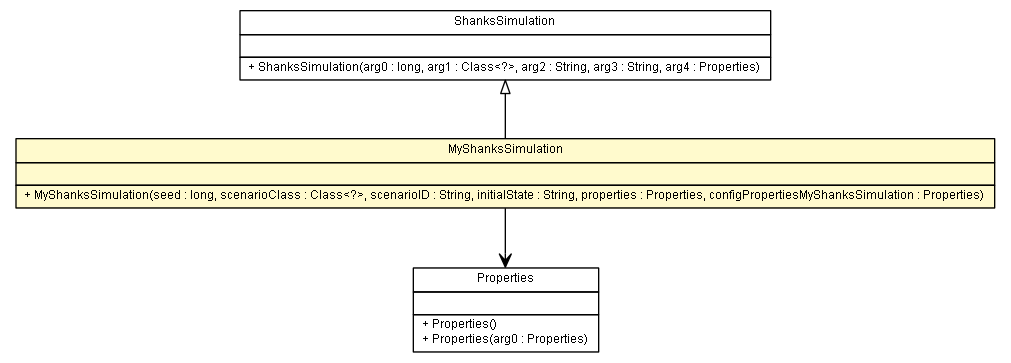 ShanksSimulation
+ ShanksSimulation(arg0 : long, arg1 : Class<?>, arg2 : String, arg3 : String, arg4 : Properties)
MyShanksSimulation
+ MyShanksSimulation(seed : long, scenarioClass : Class<?>, scenarioID : String, initialState : String, properties : Properties, configPropertiesMyShanksSimulation : Properties)
Properties
+ Properties()
+ Properties(arg0 : Properties)